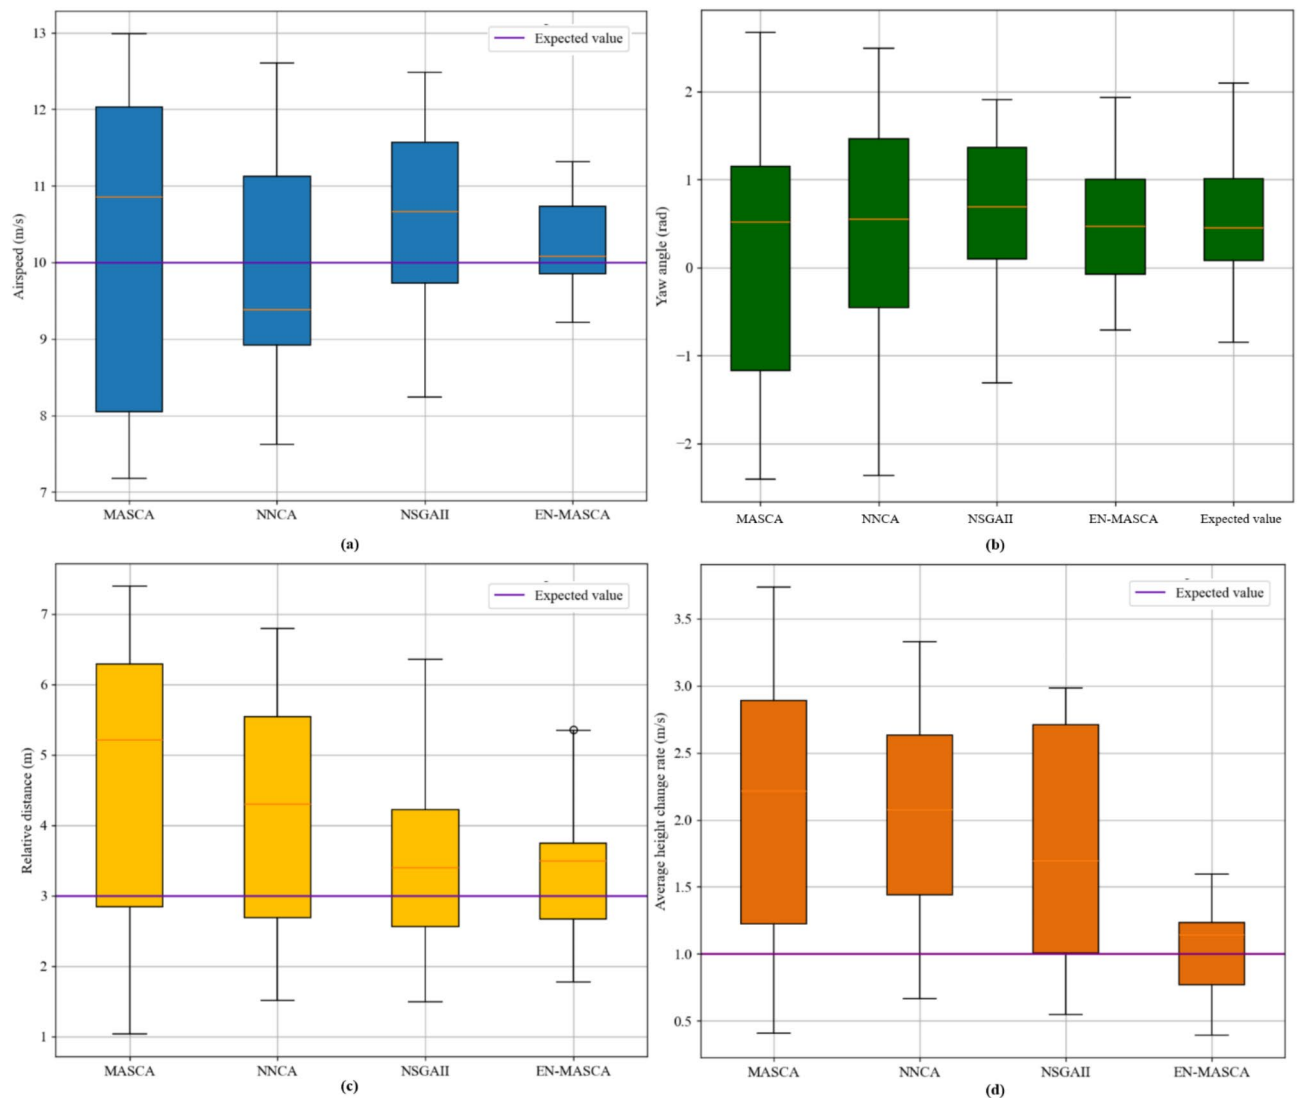 Expected value
13
12
11
10
9
8
7
Airspeed (m/s)
MASCA NNCA NSGAII EN-MASCA
(a)
2
1
0
−1
−2
Yaw angle (rad)
MASCA NNCA NSGAII EN-MASCA Expected value
(b)
Expected value
7
6
5
4
3
2
1
Relative distance (m)
MASCA NNCA NSGAII EN-MASCA
(c)
Expected value
3.5
3.0
2.5
2.0
1.5
1.0
0.5
Average height change rate (m/s)
MASCA NNCA NSGAII EN-MASCA
(d)